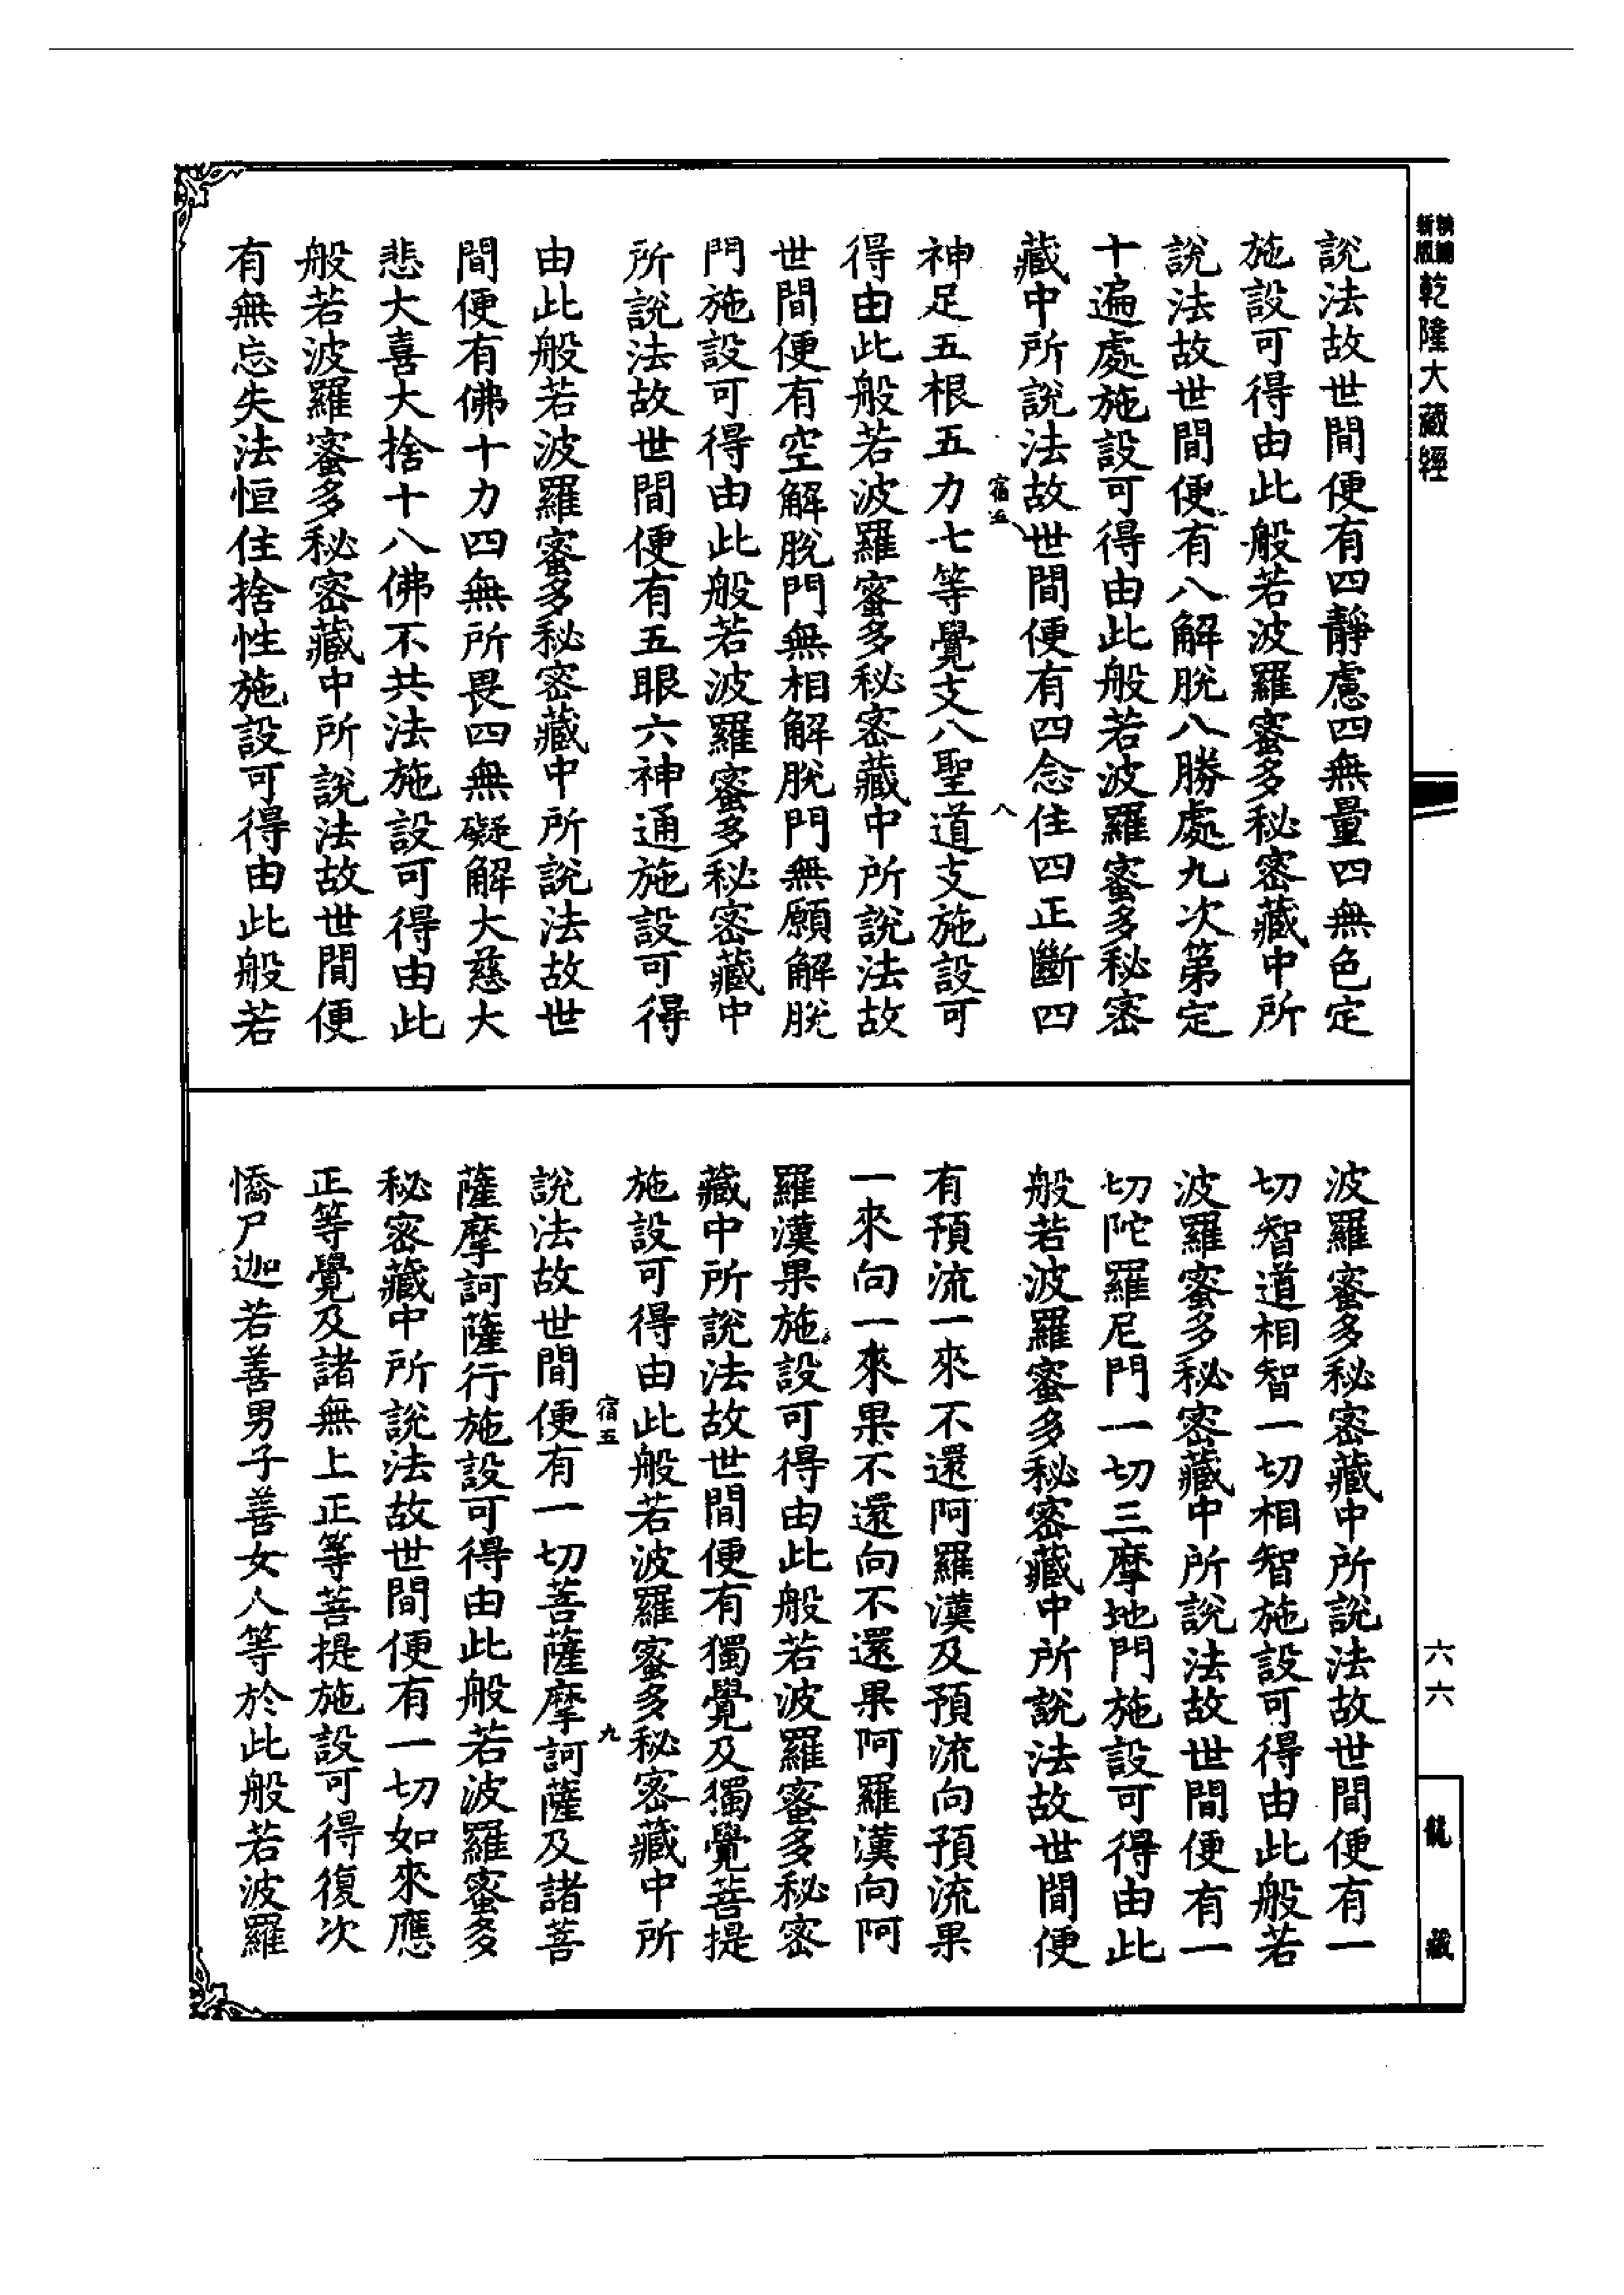 新版
乾隆大藏經
說法故世間便有四靜慮四無量四無色定
施設可得由此般若波羅蜜多秘密藏中所
說法故世間便有八解脫八勝處九次第定
十遍處施設可得由此般若波羅蜜多秘密
藏中所說法故世間便有四念住四正斷四
宿五
八
神足五根五力七等覺支八聖道支施設可
得由此般若波羅蜜多秘密藏中所說法故
世間便有空解脫門無相解脫門無願解脫
門施設可得由此般若波羅蜜多秘密藏中
所說法故世間便有五眼六神通施設可得
由此般若波羅蜜多秘密藏中所說法故世
間便有佛十力四無所畏四無礙解大慈大
悲大喜大捨十八佛不共法施設可得由此
般若波羅蜜多秘密藏中所說法故世間便
有無忘失法恒住捨性施設可得由此般若
波羅蜜多秘密藏中所說法故世間便有一
切智道相智一切相智施設可得由此般若
波羅蜜多秘密藏中所說法故世間便有一
切陀羅尼門一切三摩地門施設可得由此
般若波羅蜜多秘密藏中所說法故世間便
有預流一來不還阿羅漢及預流向預流果
一來向一來果不還向不還果阿羅漢向阿
羅漢果施設可得由此般若波羅蜜多秘密
藏中所說法故世間便有獨覺及獨覺菩提
施設可得由此般若波羅蜜多秘密藏中所
宿五
九
說法故世間便有一切菩薩摩訶薩及諸菩
薩摩訶薩行施設可得由此般若波羅蜜多
秘密藏中所說法故世間便有一切如來應
正等覺及諸無上正等菩提施設可得復次
憍尸迦若善男子善女人等於此般若波羅
六六
龍藏